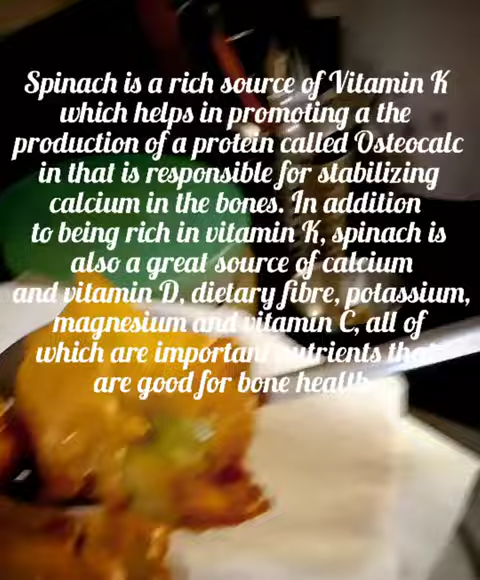 Spinach is a rich source of Vitamin K
which helps in promoting a the
production of a protein called Osteocalc
in that is responsible for stabilizing
calcium in the bones. In addition
to being rich in vitamin K, spinach is
also a great source of calcium
and vitamin D, dietary fibre, potassium,
magnesium and vitamin C, all of
which are important nutrients that
are good for bone health